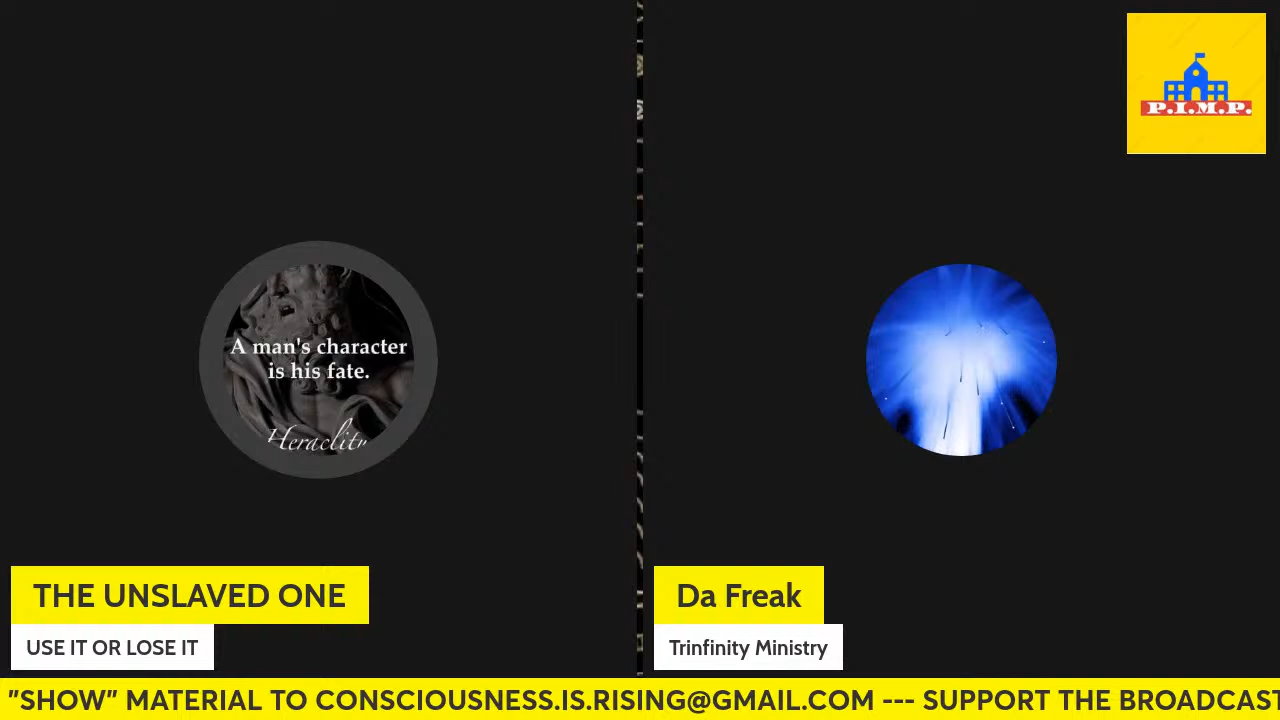 P.I.M.P.
A man's character
is his fate.
THE UNSLAVED ONE
USE IT OR LOSE IT
Da Freak
Trinfinity Ministry
"SHOW" MATERIAL TO CONSCIOUSNESS.IS.RISING@GMAIL.COM --- SUPPORT THE BROADCAST